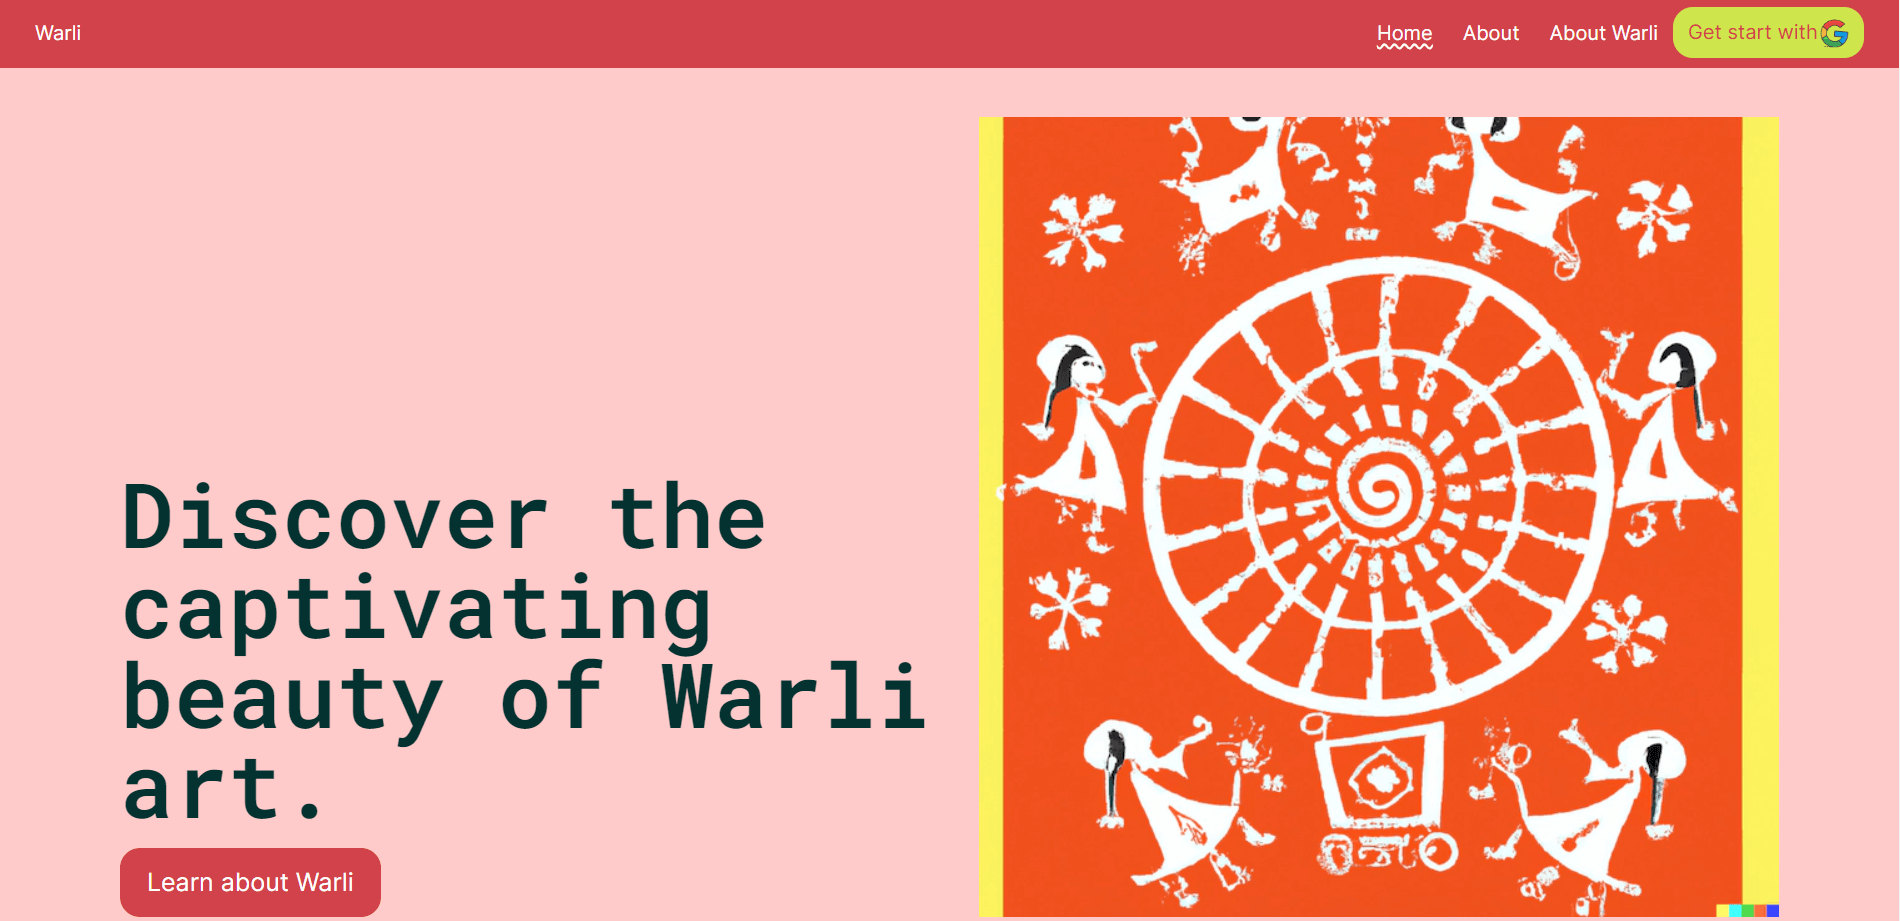 Warli
Home
About
About Warli
Get start with
Discover the
captivating
beauty of Warli
art.
Learn about Warli